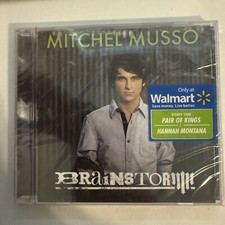 MITCHEL MUSSO
Only at
Walmart
Save money. Live better.
PAIR OF KINGS
HANNAH MONTANA
BRAINSTORM